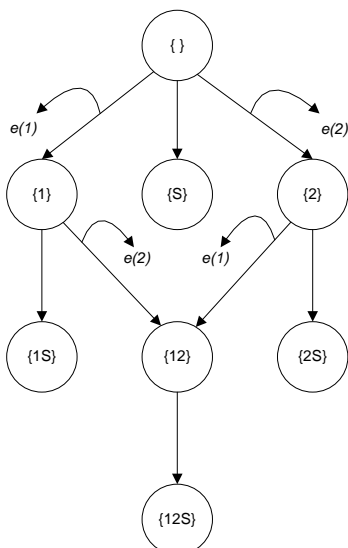 { }
e(1)
e(2)
{1}
{S}
{2}
e(2)
e(1)
{1S}
{12}
{2S}
{12S}